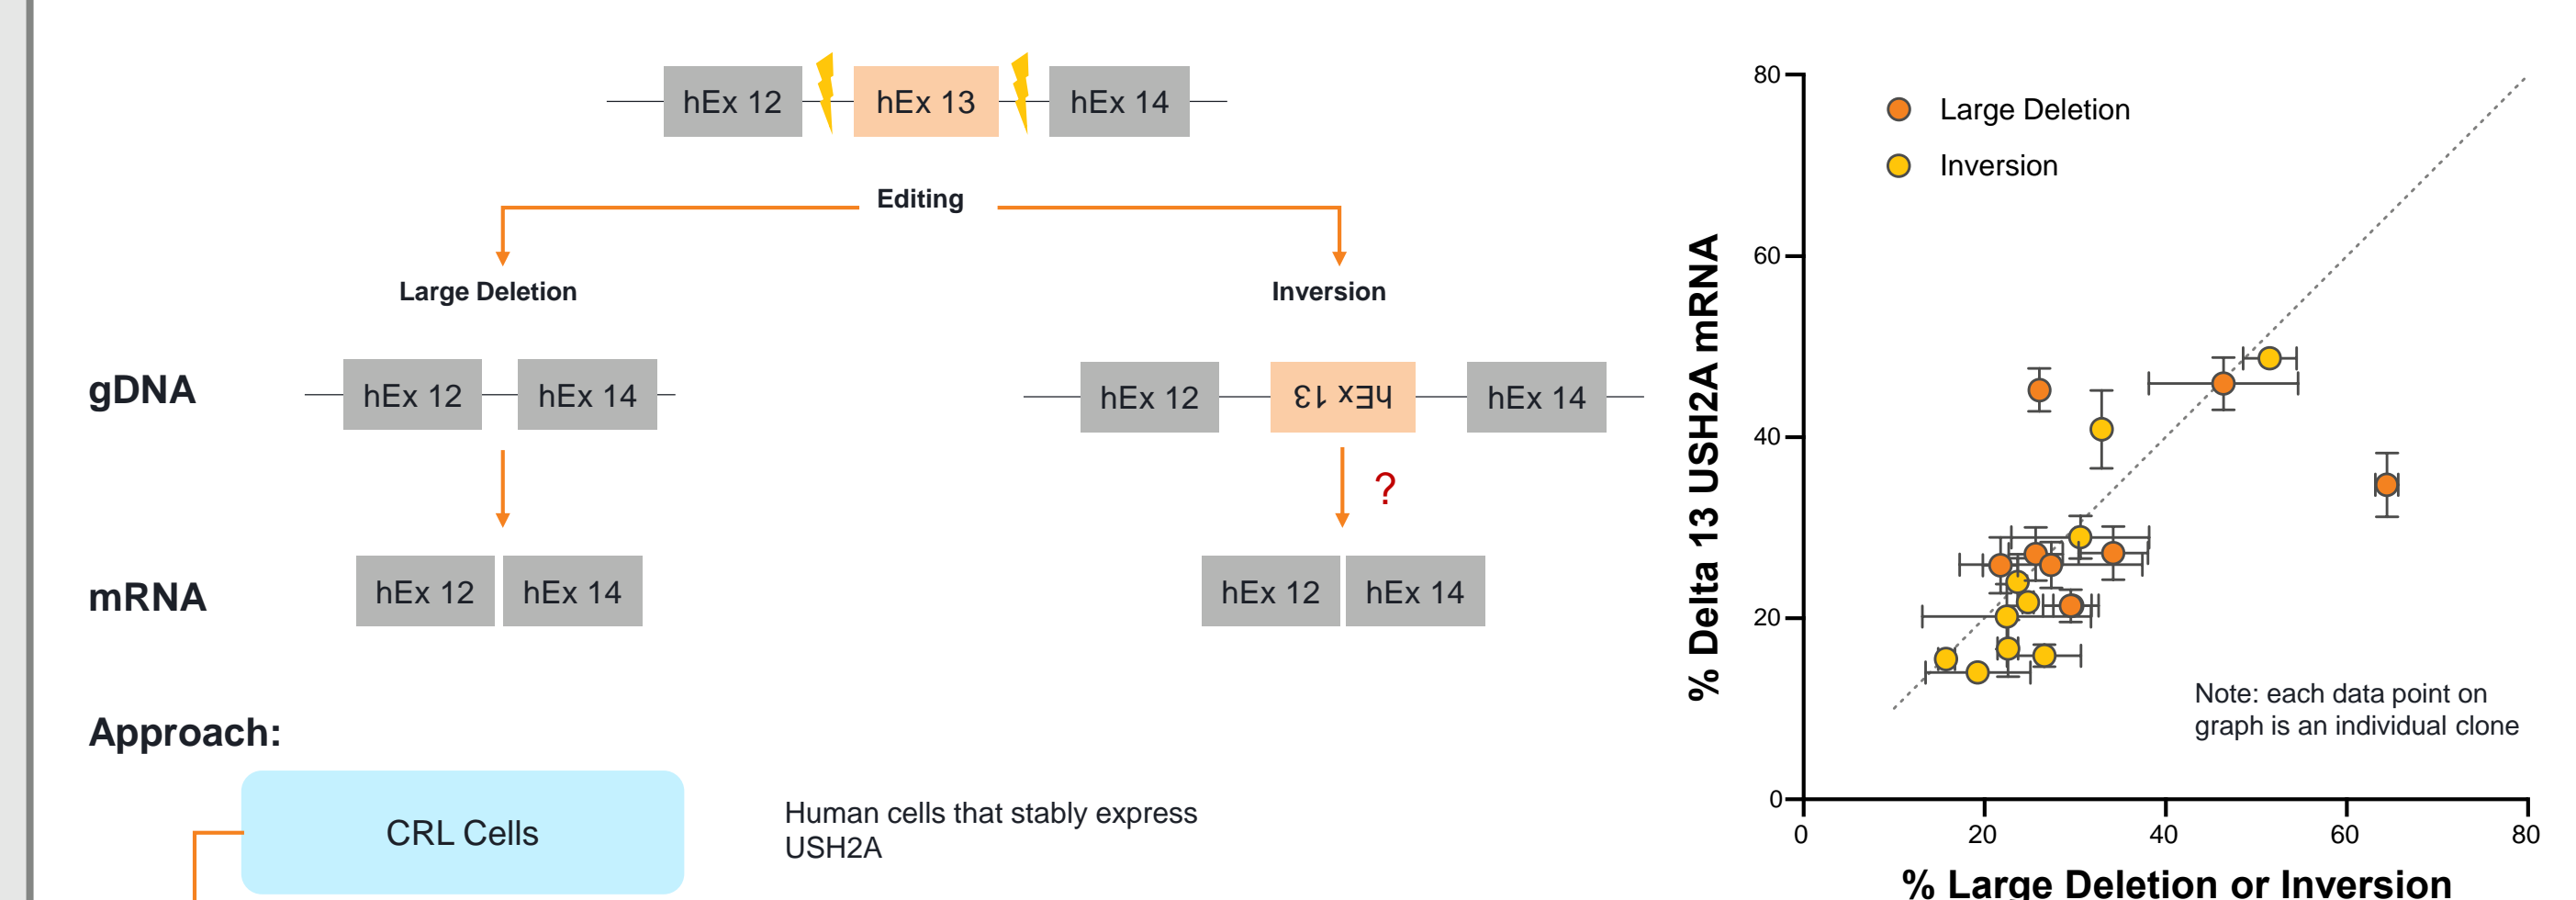 hEx 12
hEx 13
hEx 14
Editing
Large Deletion
Inversion
gDNA
hEx 12
hEx 14
hEx 12
hEx 13
hEx 14
?
mRNA
hEx 12
hEx 14
hEx 12
hEx 14
Approach:
CRL Cells
Human cells that stably express
USH2A
% Delta 13 USH2A mRNA
80
60
40
20
0
Large Deletion
Inversion
Note: each data point on
graph is an individual clone
0
20
40
60
80
% Large Deletion or Inversion